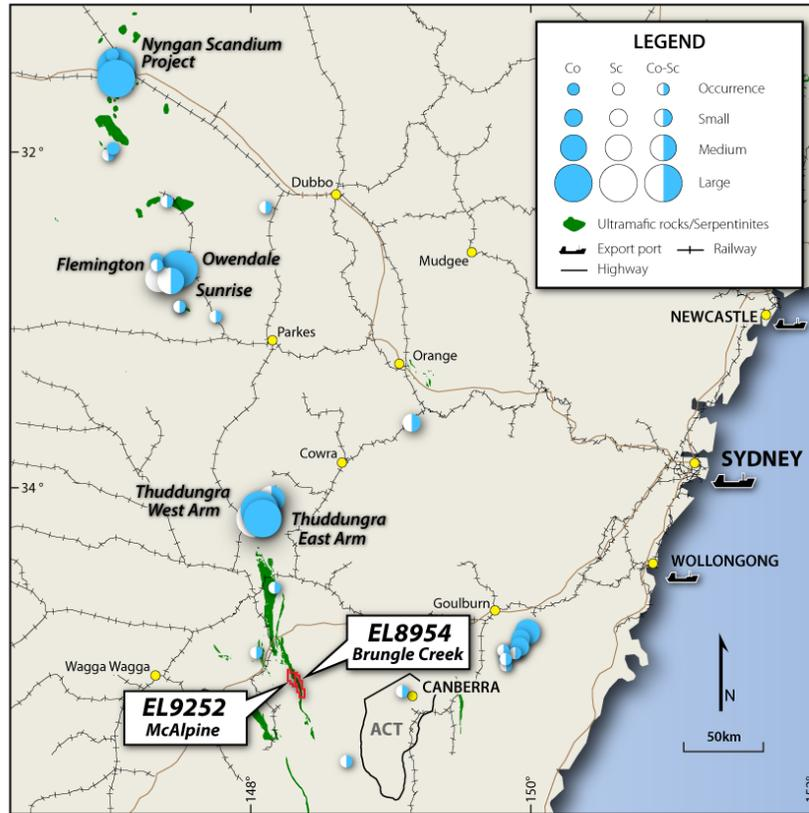 Nyngan Scandium
Project
LEGEND
Co
Sc
Co-Sc
Occurrence
Small
Medium
Large
Ultramafic rocks/Serpentinites
Export port
Railway
Highway
32°
Dubbo
Mudgee
Flemington
Owendale
Sunrise
NEWCASTLE
Parkes
Orange
Cowra
SYDNEY
34°
Thuddungra
West Arm
Thuddungra
East Arm
WOLLONGONG
Goulburn
EL8954
Brungle Creek
Wagga Wagga
EL9252
McAlpine
CANBERRA
ACT
N
50km
148°
150°